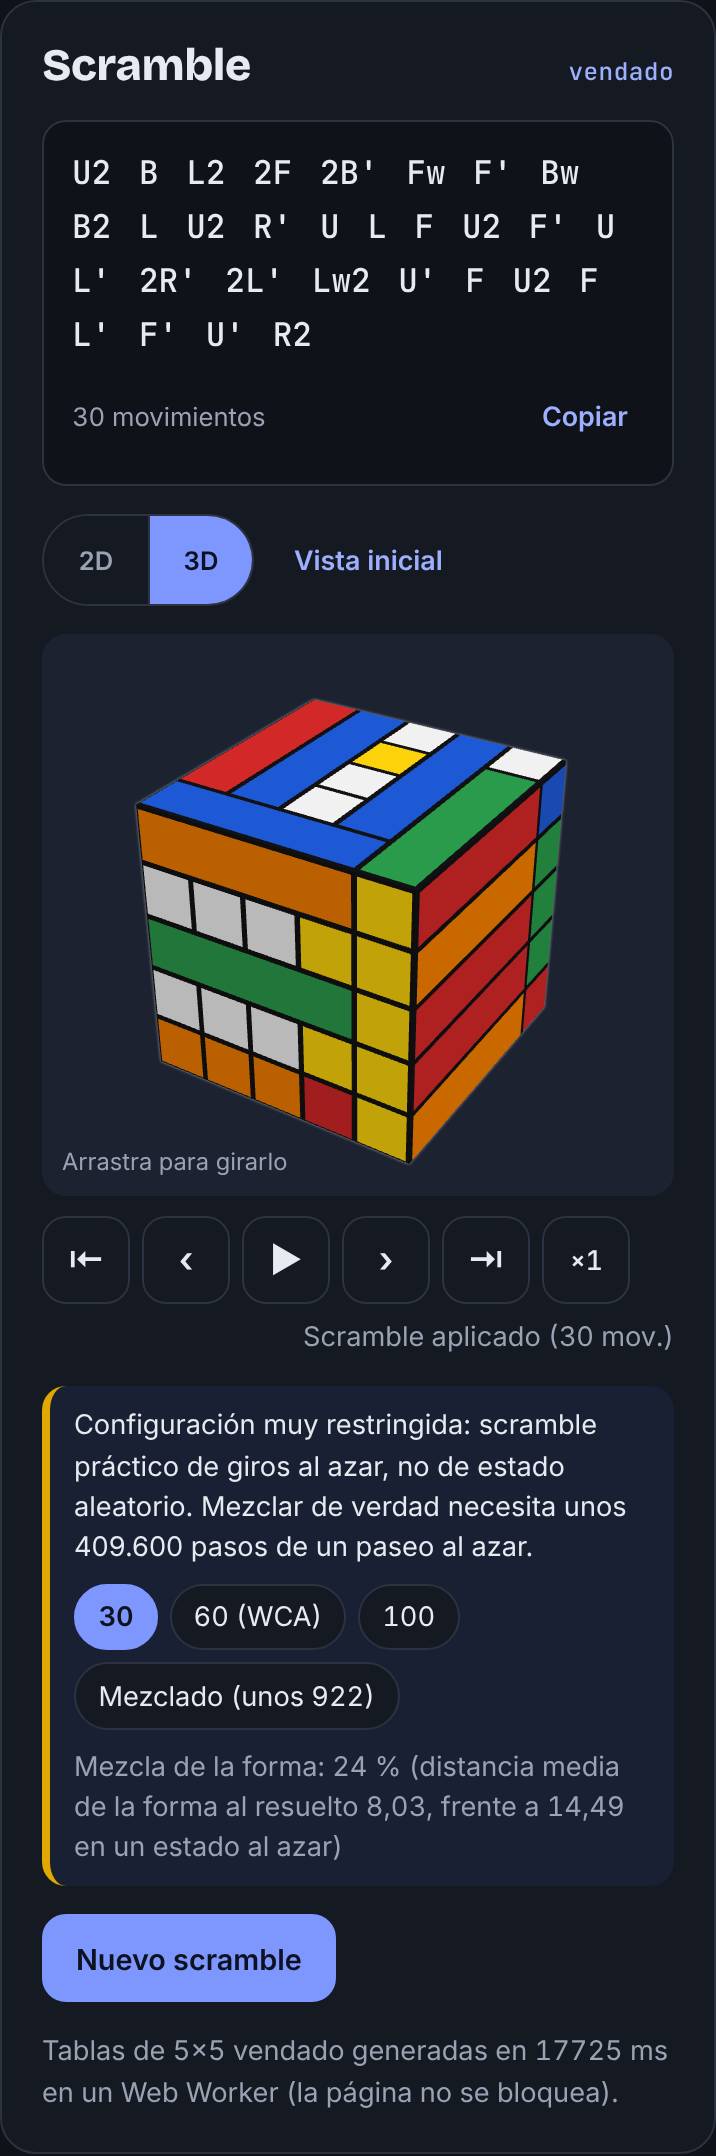 Scramble
vendado
U2 B L2 2F 2B' Fw F' Bw
B2 L U2 R' U L F U2 F' U
L' 2R' 2L' Lw2 U' F U2 F
L' F' U' R2
30 movimientos
Copiar
2D 3D Vista inicial
Arrastra para girarlo
×1
Scramble aplicado (30 mov.)
Configuración muy restringida: scramble
práctico de giros al azar, no de estado
aleatorio. Mezclar de verdad necesita unos
409.600 pasos de un paseo al azar.
30 60 (WCA) 100
Mezclado (unos 922)
Mezcla de la forma: 24 % (distancia media
de la forma al resuelto 8,03, frente a 14,49
en un estado al azar)
Nuevo scramble
Tablas de 5×5 vendado generadas en 17725 ms
en un Web Worker (la página no se bloquea).